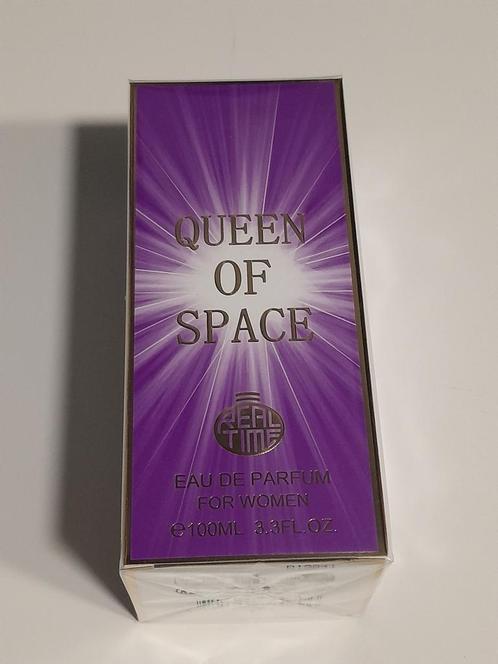 QUEEN
OF
SPACE
REAL
TIME
EAU DE PARFUM
FOR WOMEN
℮100ML 3.3FL.OZ.